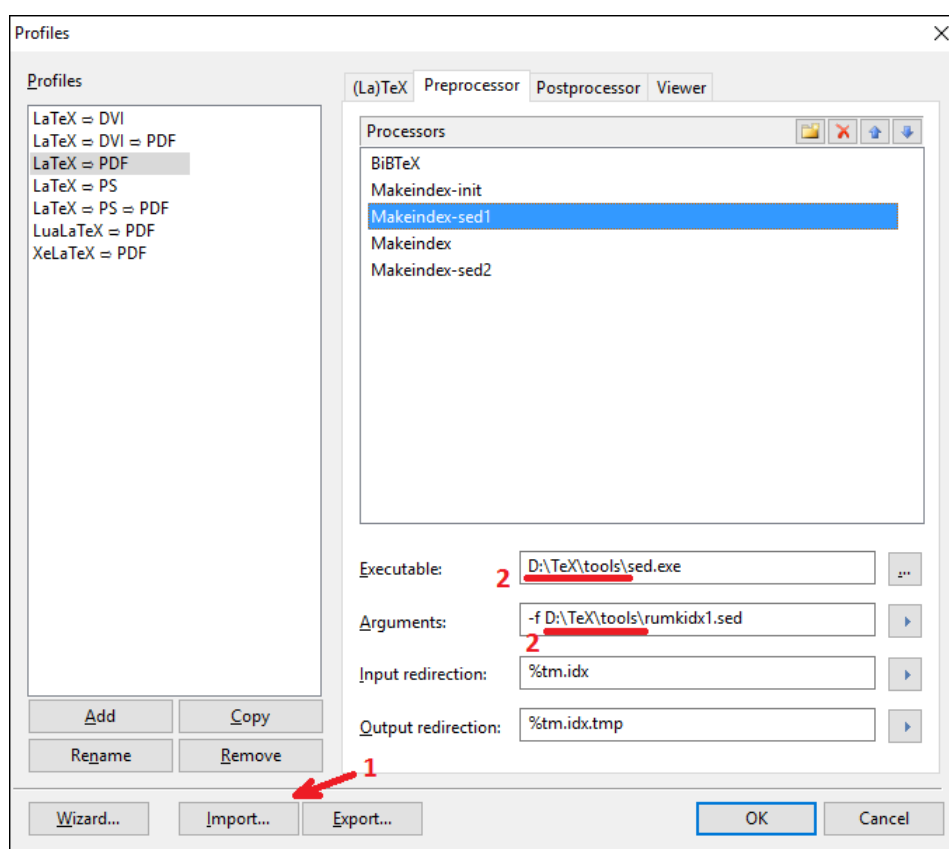 Profiles
Profiles
LaTeX ⇨ DVI
LaTeX ⇨ DVI ⇨ PDF
LaTeX ⇨ PDF
LaTeX ⇨ PS
LaTeX ⇨ PS ⇨ PDF
LuaLaTeX ⇨ PDF
XeLaTeX ⇨ PDF
Add
Copy
Rename
Remove
(La)TeX
Preprocessor
Postprocessor
Viewer
Processors
BiBTeX
Makeindex-init
Makeindex-sed1
Makeindex
Makeindex-sed2
Executable:
2
D:\TeX\tools\sed.exe
...
Arguments:
-f D:\TeX\tools\rumkidx1.sed
2
Input redirection:
%tm.idx
Output redirection:
%tm.idx.tmp
1
Wizard...
Import...
Export...
OK
Cancel